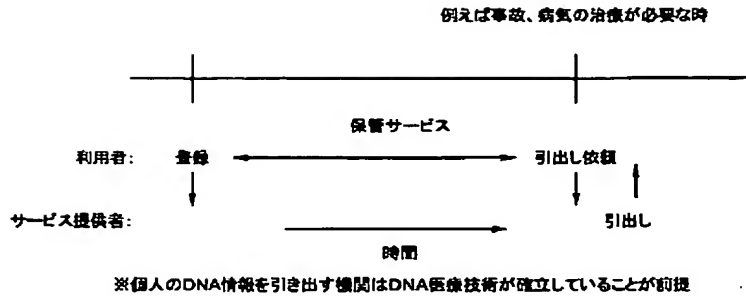 例えば事故、病気の治療が必要な時
保管サービス
利用者: 登録 引出し依頼
サービス提供者: 引出し
時間
※個人のDNA情報を引き出す機関はDNA医療技術が確立していることが前提